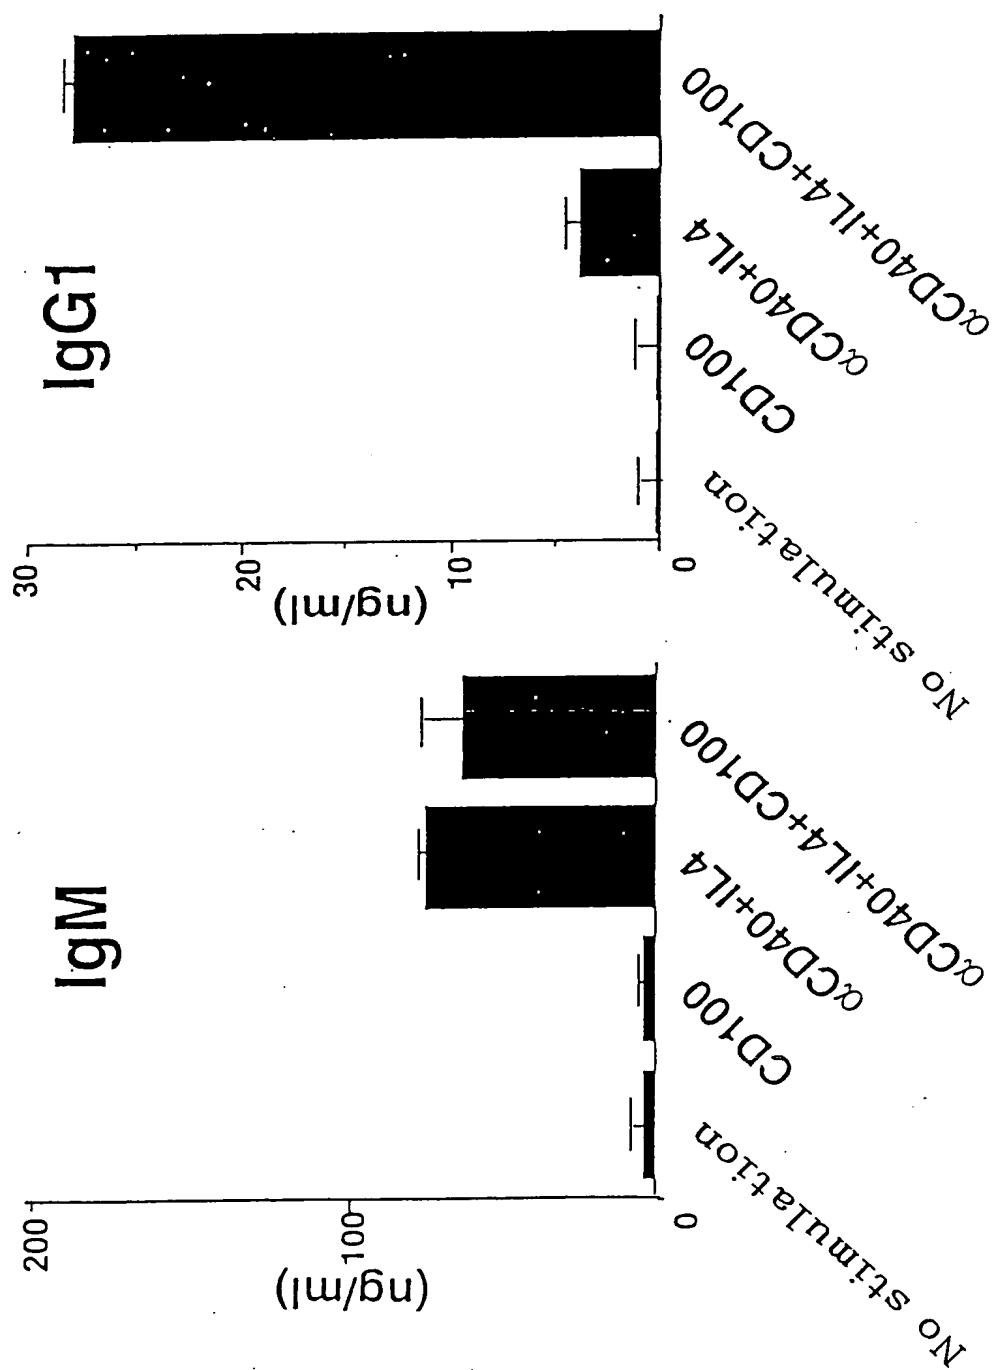 IgM
200
100
0
(ng/ml)
No stimulation
CD100
αCD40+IL4
αCD40+IL4+CD100
IgG1
30
20
10
0
(ng/ml)
No stimulation
CD100
αCD40+IL4
αCD40+IL4+CD100